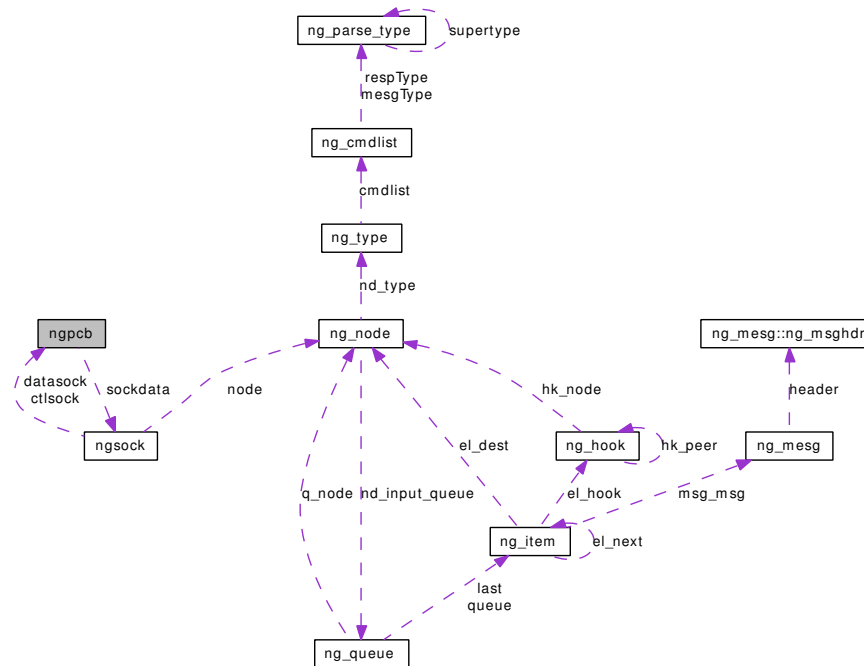 ng_parse_type
supertype
respType
mesgType
ng_cmdlist
cmdlist
ng_type
nd_type
ngpcb
ng_node
ng_mesg::ng_msghdr
datasock
ctlsock
sockdata
node
hk_node
header
ngsock
el_dest
ng_hook
hk_peer
ng_mesg
q_node
nd_input_queue
el_hook
msg_msg
ng_item
el_next
last
queue
ng_queue